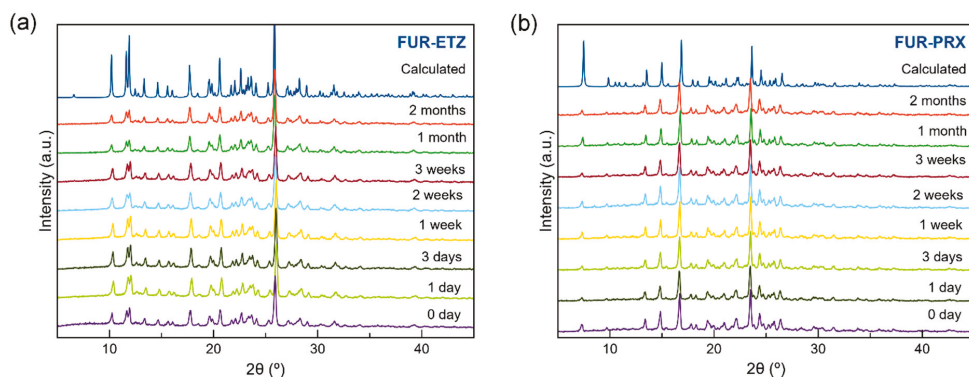 (a)
FUR-ETZ
Calculated
2 months
1 month
3 weeks
2 weeks
1 week
3 days
1 day
0 day
Intensity (a.u.)
10 20 30 40
2θ (º)
(b)
FUR-PRX
Calculated
2 months
1 month
3 weeks
2 weeks
1 week
3 days
1 day
0 day
Intensity (a.u.)
10 20 30 40
2θ (º)